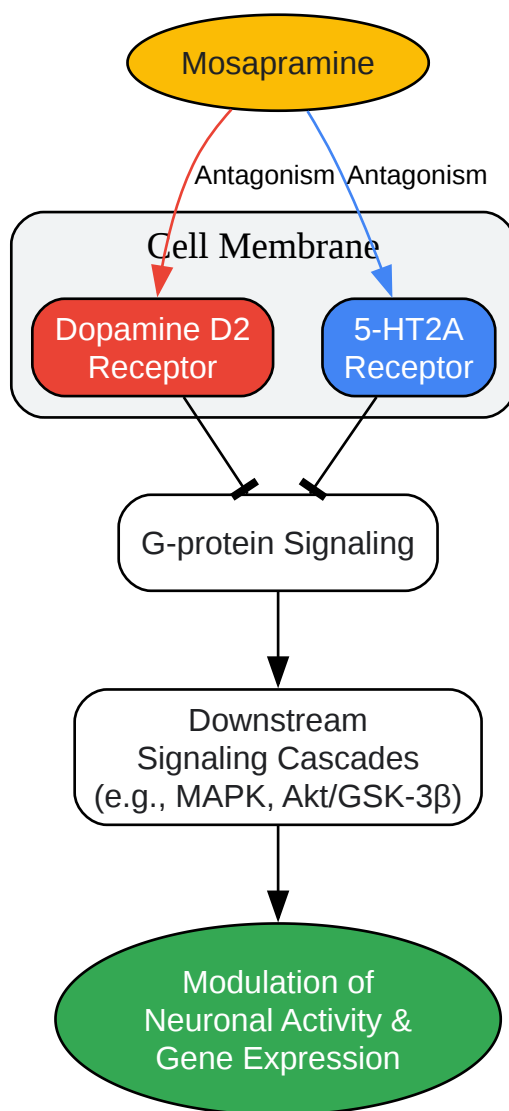 Mosapramine
Antagonism Antagonism
Cell Membrane
Dopamine D2
Receptor
5-HT2A
Receptor
G-protein Signaling
Downstream
Signaling Cascades
(e.g., MAPK, Akt/GSK-3β)
Modulation of
Neuronal Activity &
Gene Expression